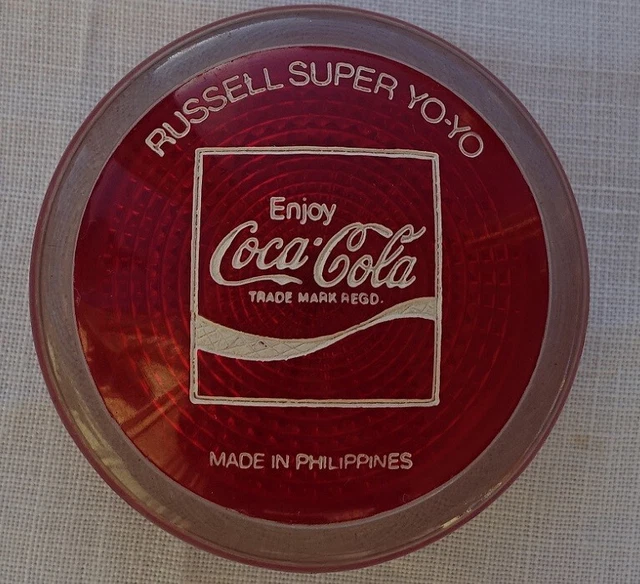 RUSSELL SUPER YO-YO
Enjoy
Coca-Cola
TRADE MARK REGD.
MADE IN PHILIPPINES